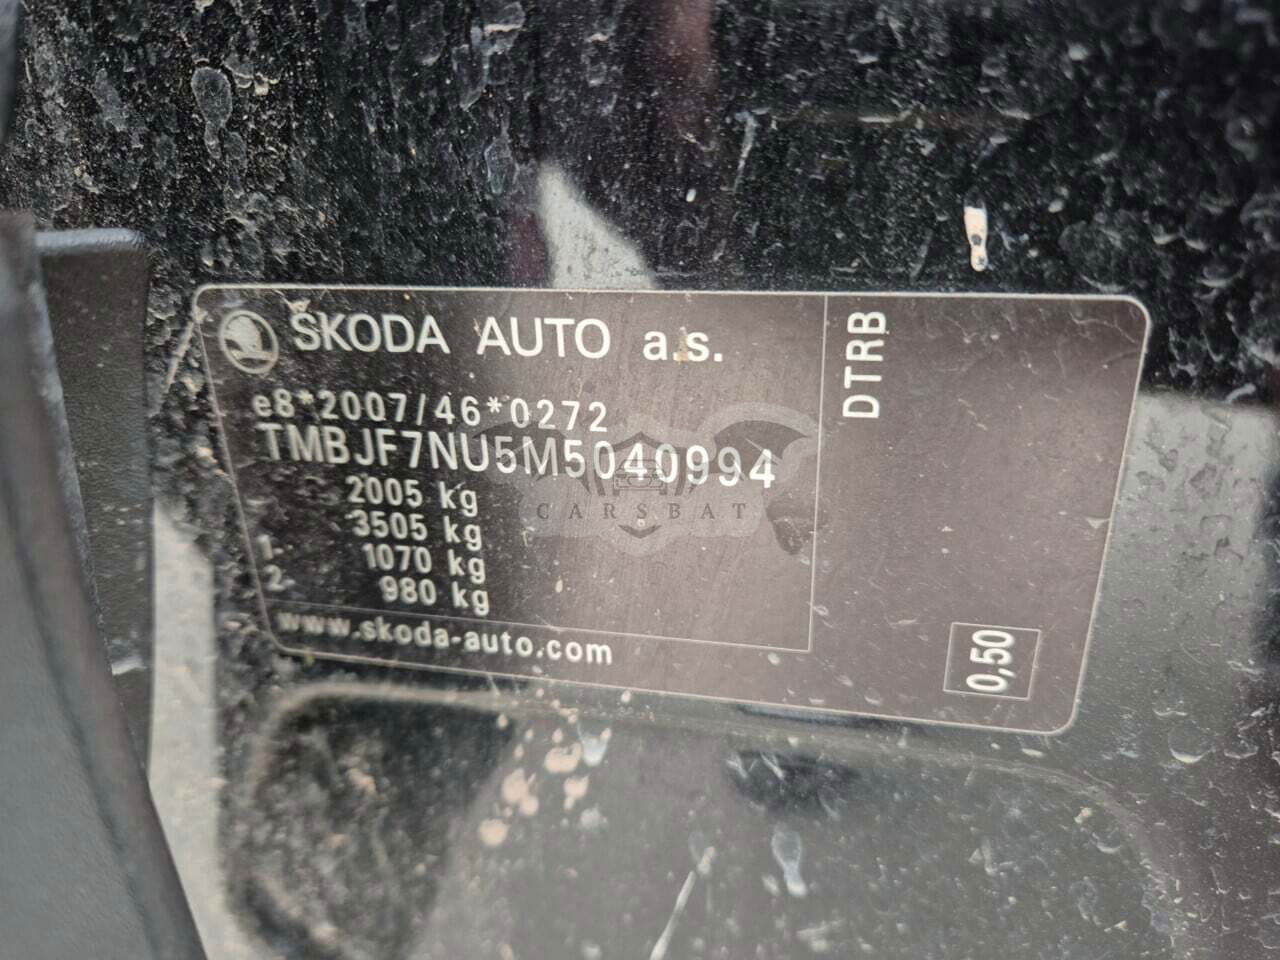 ŠKODA AUTO a.s.
e8*2007/46*0272
TMBJF7NU5M5040994
2005 kg
3505 kg
1- 1070 kg
2- 980 kg
www.skoda-auto.com
DTRB
0,50
CARSBAT